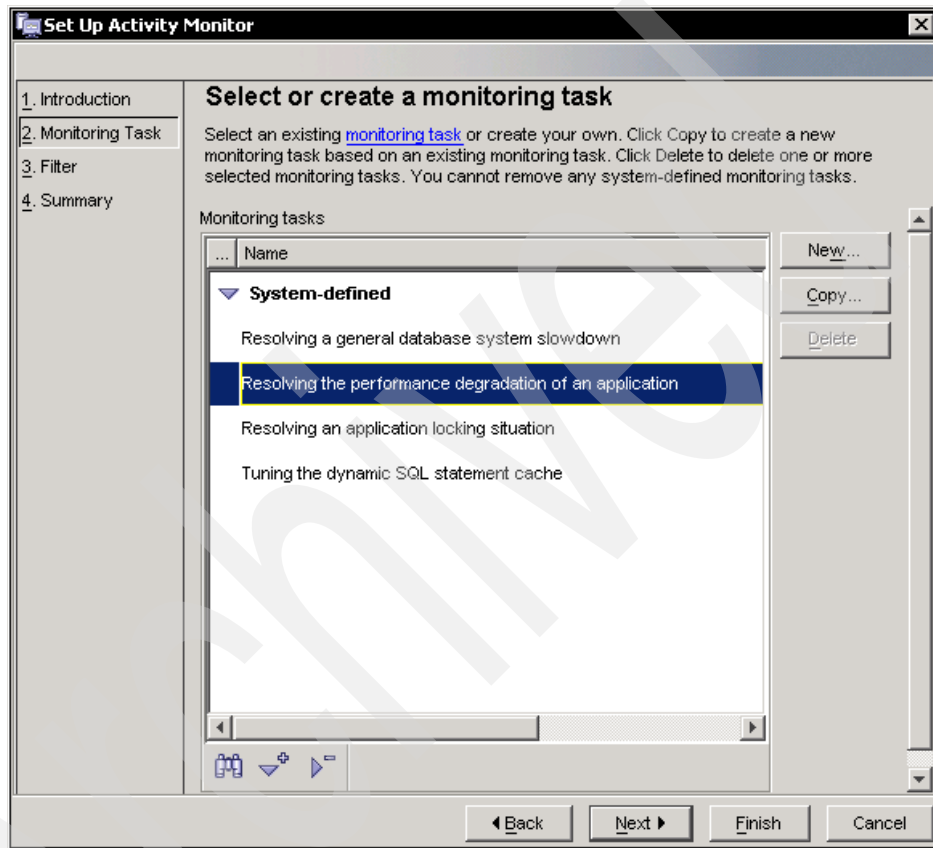 Set Up Activity Monitor
1. Introduction
2. Monitoring Task
3. Filter
4. Summary
Select or create a monitoring task
Select an existing monitoring task or create your own. Click Copy to create a new
monitoring task based on an existing monitoring task. Click Delete to delete one or more
selected monitoring tasks. You cannot remove any system-defined monitoring tasks.
Monitoring tasks
... Name
System-defined
Resolving a general database system slowdown
Resolving the performance degradation of an application
Resolving an application locking situation
Tuning the dynamic SQL statement cache
New...
Copy...
Delete
Back
Next
Finish
Cancel